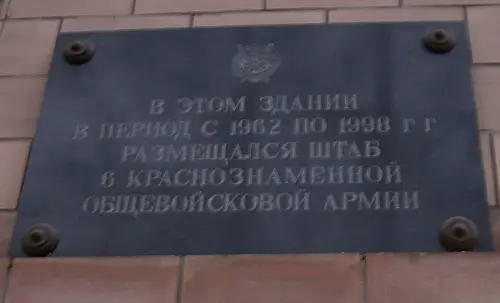 В ЭТОМ ЗДАНИИ
В ПЕРИОД С 1962 ПО 1998 Г Г
РАЗМЕЩАЛСЯ ШТАБ
6 КРАСНОЗНАМЕННОЙ
ОБЩЕВОЙСКОВОЙ АРМИИ